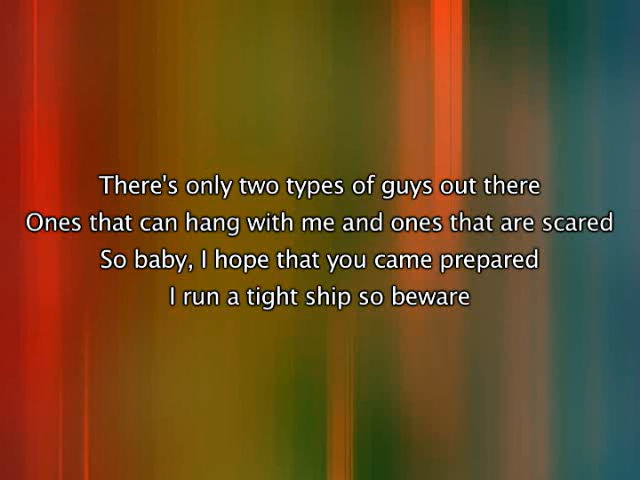 There's only two types of guys out there
Ones that can hang with me and ones that are scared
So baby, I hope that you came prepared
I run a tight ship so beware